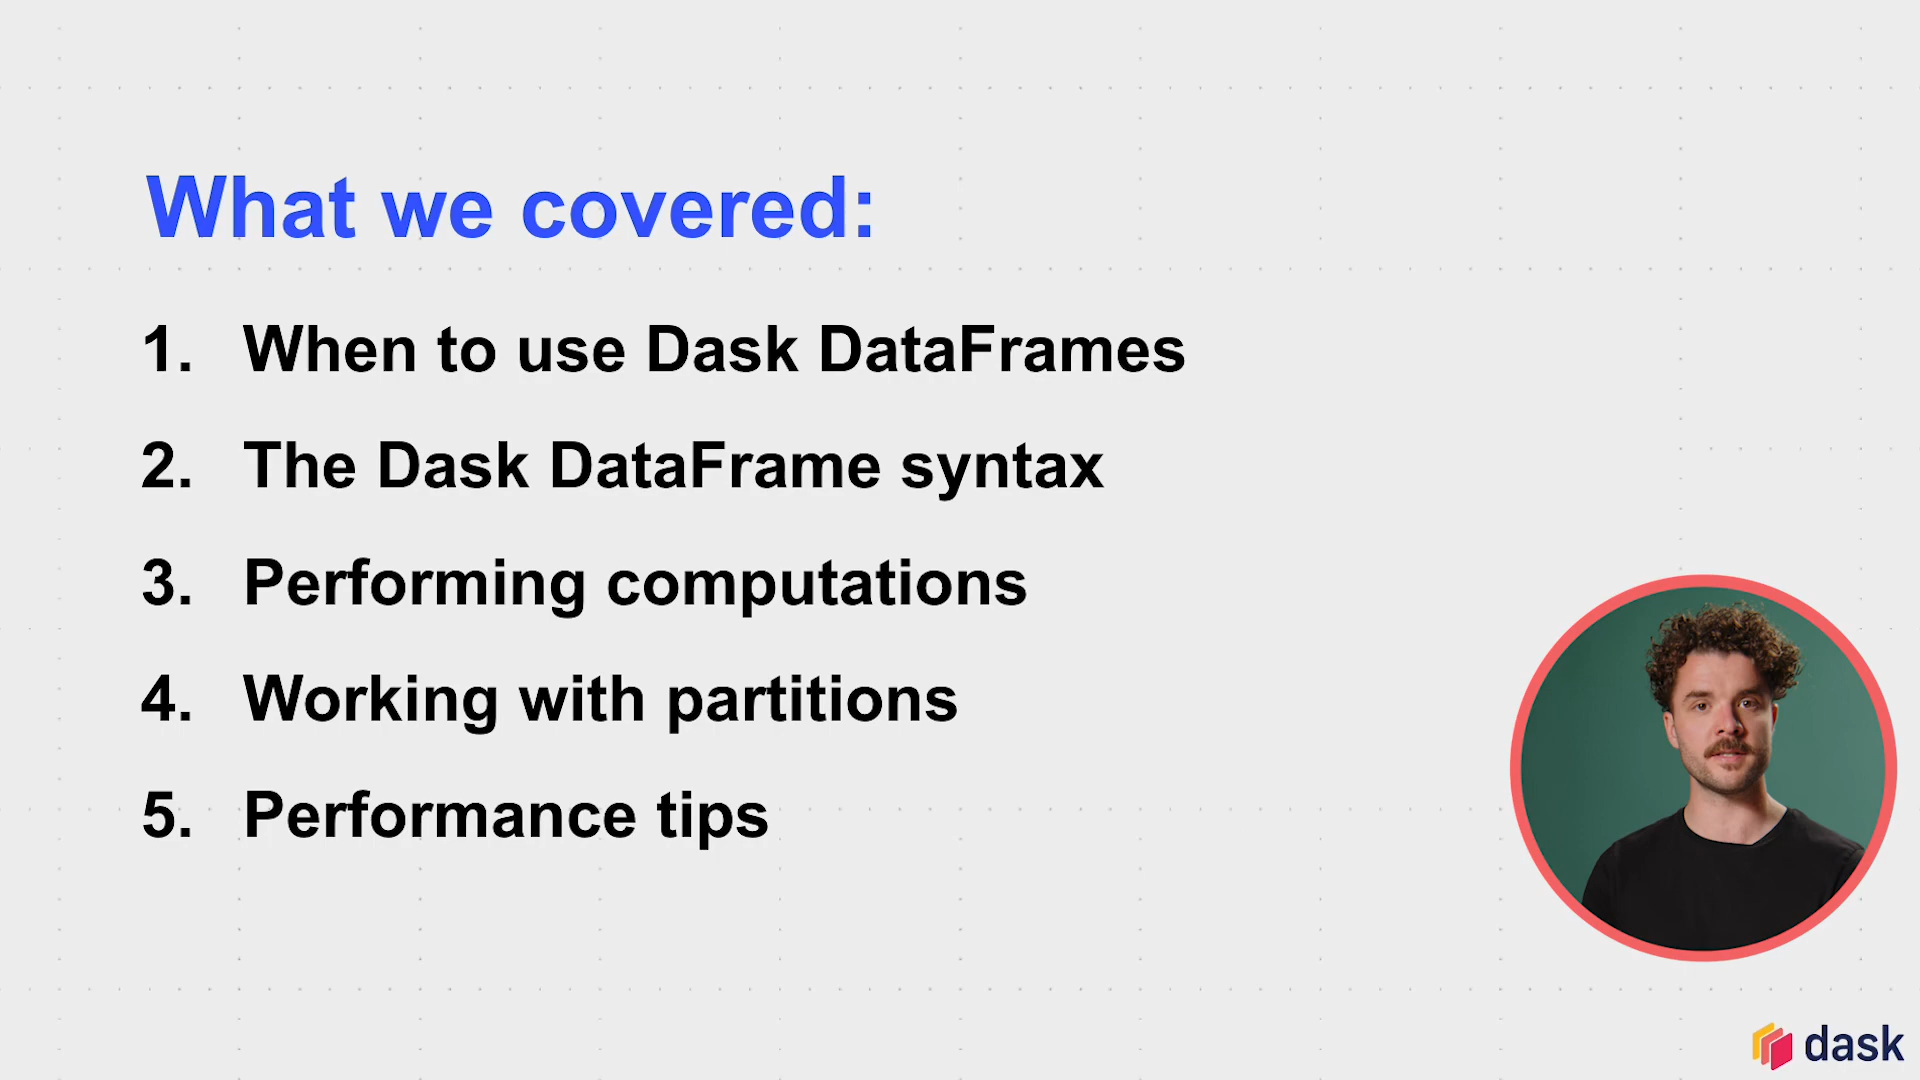 What we covered:
1. When to use Dask DataFrames
2. The Dask DataFrame syntax
3. Performing computations
4. Working with partitions
5. Performance tips
dask